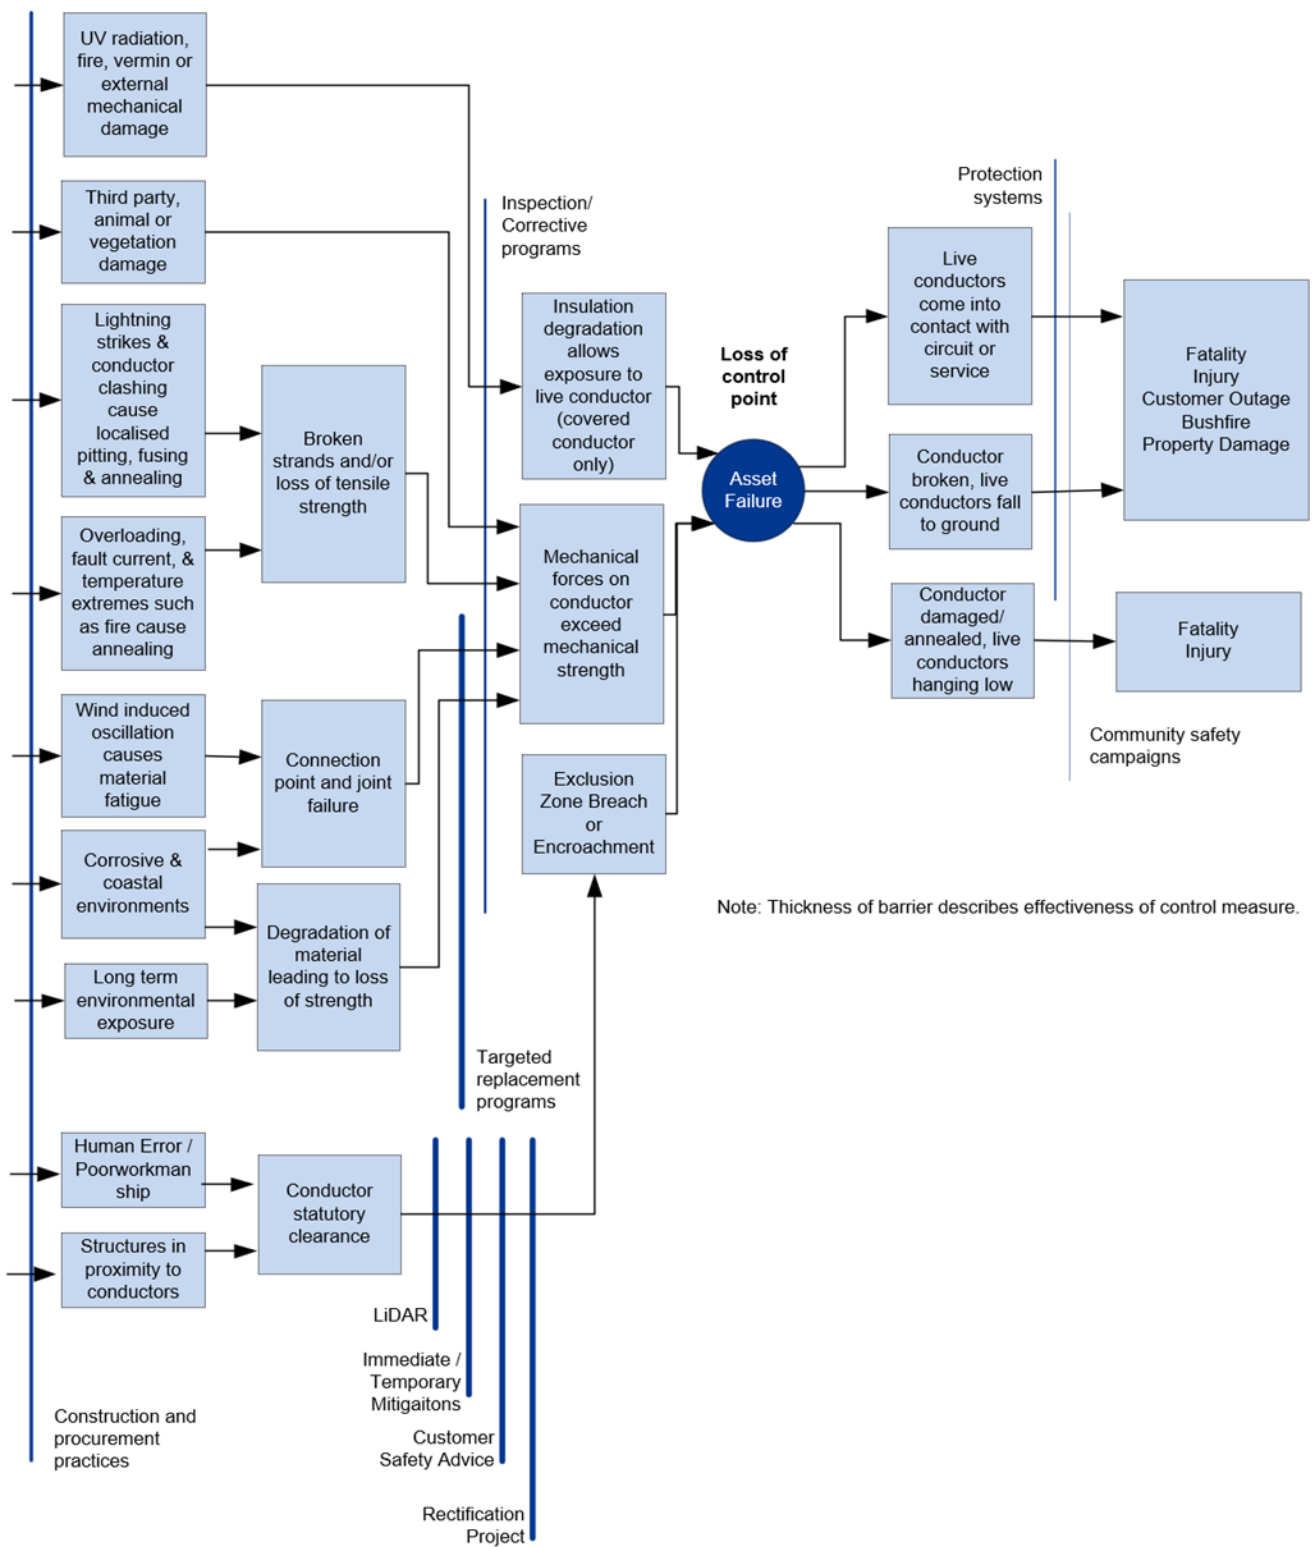 UV radiation,
fire, vermin or
external
mechanical
damage
Third party,
animal or
vegetation
damage
Lightning
strikes &
conductor
clashing
cause
localised
pitting, fusing
& annealing
Overloading,
fault current, &
temperature
extremes such
as fire cause
annealing
Wind induced
oscillation
causes
material
fatigue
Corrosive &
coastal
environments
Long term
environmental
exposure
Human Error /
Poorworkman
ship
Structures in
proximity to
conductors
Construction and
procurement
practices
Broken
strands and/or
loss of tensile
strength
Connection
point and joint
failure
Degradation of
material
leading to loss
of strength
Conductor
statutory
clearance
LiDAR
Immediate /
Temporary
Mitigaitons
Customer
Safety Advice
Rectification
Project
Targeted
replacement
programs
Inspection/
Corrective
programs
Insulation
degradation
allows
exposure to
live conductor
(covered
conductor
only)
Mechanical
forces on
conductor
exceed
mechanical
strength
Exclusion
Zone Breach
or
Encroachment
Loss of
control
point
Asset
Failure
Protection
systems
Live
conductors
come into
contact with
circuit or
service
Conductor
broken, live
conductors fall
to ground
Conductor
damaged/
annealed, live
conductors
hanging low
Fatality
Injury
Customer Outage
Bushfire
Property Damage
Fatality
Injury
Community safety
campaigns
Note: Thickness of barrier describes effectiveness of control measure.